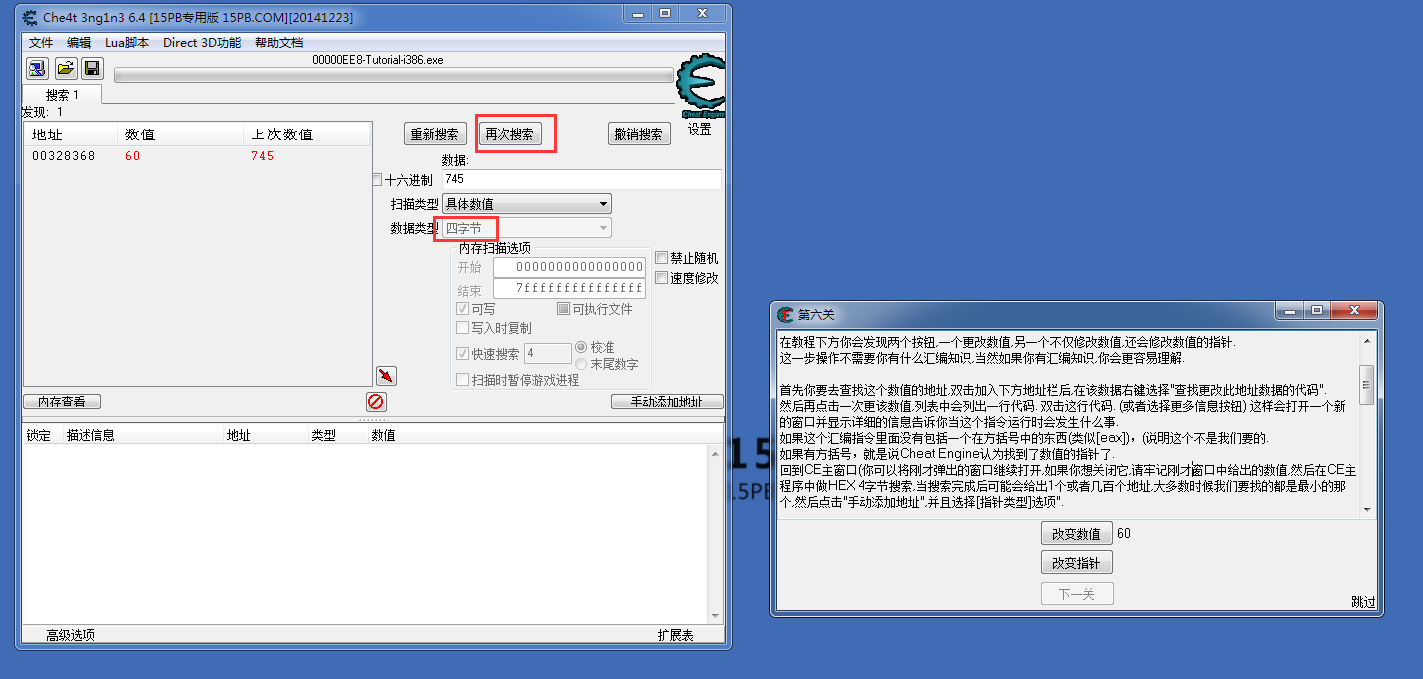 Che4t 3ng1n3 6.4 [15PB专用版 15PB.COM][20141223]
文件 编辑 Lua脚本 Direct 3D功能 帮助文档
00000EE8-Tutorial-i386.exe
搜索 1
Cheat Engine
设置
发现: 1
地址 数值 上次数值
00328368 60 745
重新搜索 再次搜索 撤销搜索
数据:
十六进制 745
扫描类型 具体数值
数据类型 四字节
内存扫描选项
开始 0000000000000000
结束 7fffffffffffffff
可写 可执行文件
写入时复制
快速搜索 4 校准
末尾数字
扫描时暂停游戏进程
禁止随机
速度修改
内存查看 手动添加地址
锁定 描述信息 地址 类型 数值
高级选项 扩展表
15
15PB
第六关
在教程下方你会发现两个按钮,一个更改数值,另一个不仅修改数值,还会修改数值的指针.
这一步操作不需要你有什么汇编知识,当然如果你有汇编知识,你会更容易理解.
首先你要去查找这个数值的地址,双击加入下方地址栏后,在该数据右键选择"查找更改此地址数据的代码".
然后再点击一次更该数值,列表中会列出一行代码. 双击这行代码. (或者选择更多信息按钮) 这样会打开一个新
的窗口并显示详细的信息告诉你当这个指令运行时会发生什么事.
如果这个汇编指令里面没有包括一个在方括号中的东西(类似[eax])，(说明这个不是我们要的.
如果有方括号，就是说Cheat Engine认为找到了数值的指针了.
回到CE主窗口(你可以将刚才弹出的窗口继续打开,如果你想关闭它,请牢记刚才窗口中给出的数值,然后在CE主
程序中做HEX 4字节搜索,当搜索完成后可能会给出1个或者几百个地址,大多数时候我们要找的都是最小的那
个,然后点击"手动添加地址",并且选择[指针类型]选项".
改变数值 60
改变指针
下一关
跳过